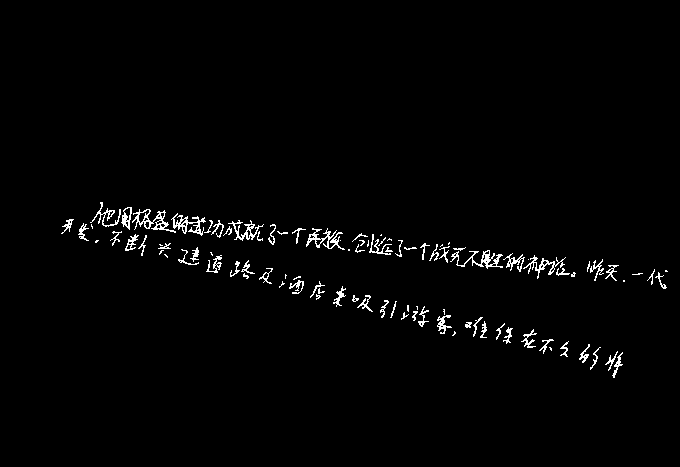 他用极盛的武功成就了一个民族，创造了一个战无不胜的神话。昨天，一代
开发，不断兴建道路及酒店来吸引游客，唯保在不久的将